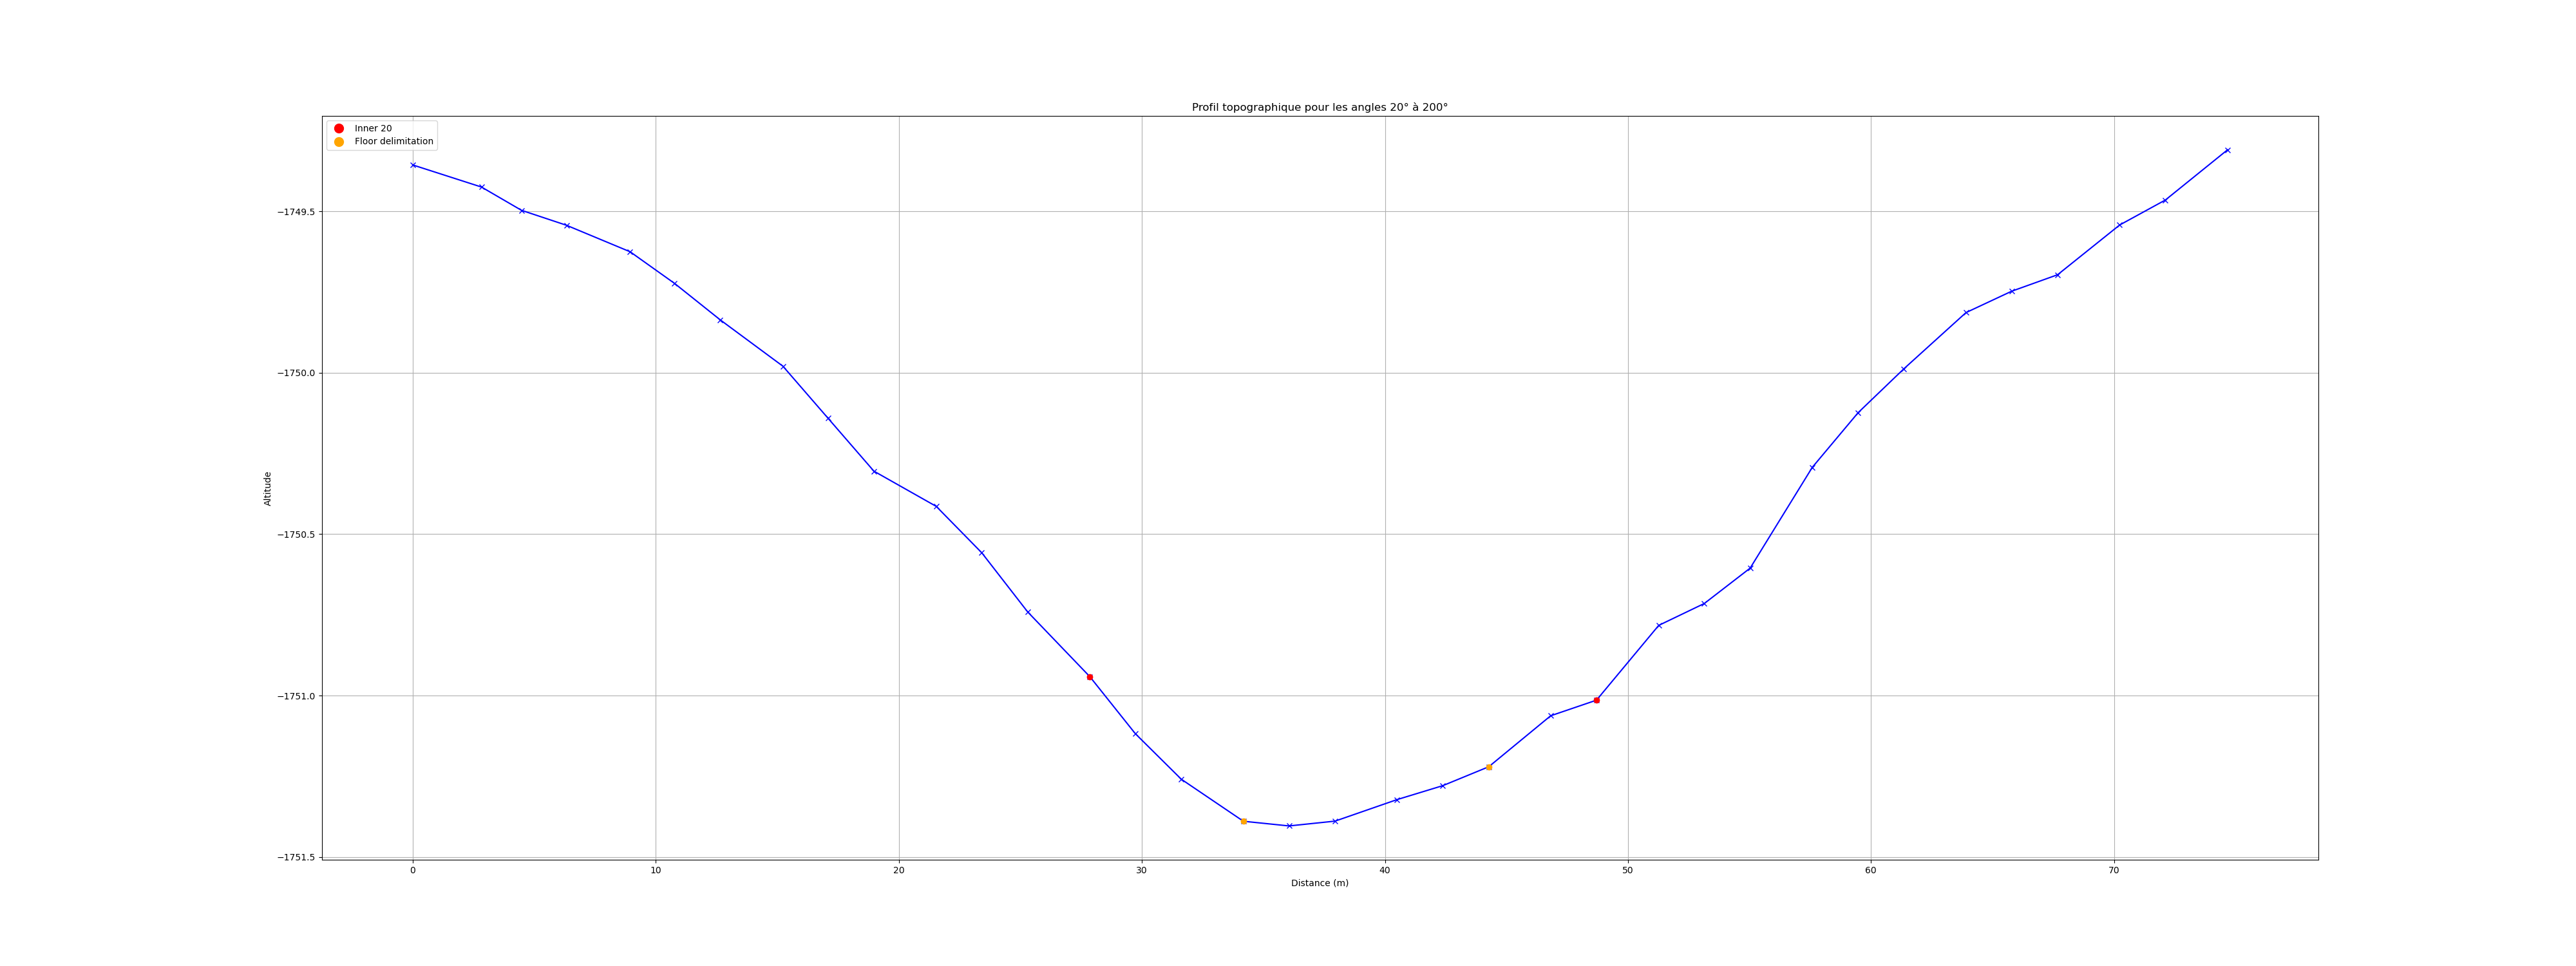 Profil topographique pour les angles 20° à 200°
Inner 20
Floor delimitation
−1749.5
−1750.0
−1750.5
−1751.0
−1751.5
Altitude
0 10 20 30 40 50 60 70
Distance (m)